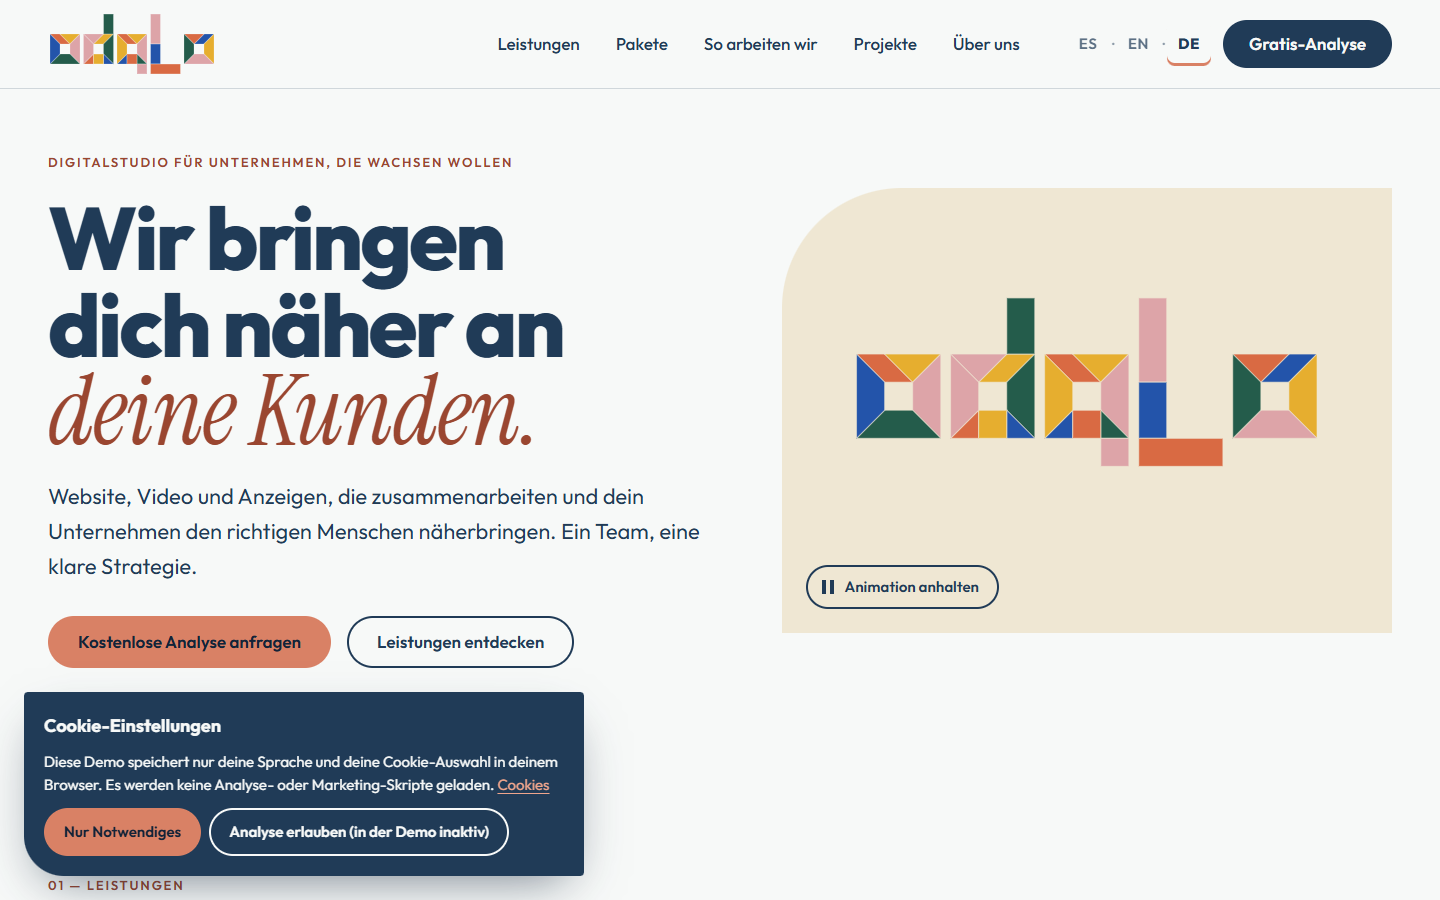 odaLo
Leistungen
Pakete
So arbeiten wir
Projekte
Über uns
ES · EN · DE
Gratis-Analyse
DIGITALSTUDIO FÜR UNTERNEHMEN, DIE WACHSEN WOLLEN
Wir bringen
dich näher an
deine Kunden.
Website, Video und Anzeigen, die zusammenarbeiten und dein
Unternehmen den richtigen Menschen näherbringen. Ein Team, eine
klare Strategie.
Kostenlose Analyse anfragen
Leistungen entdecken
odqLo
Animation anhalten
Cookie-Einstellungen
Diese Demo speichert nur deine Sprache und deine Cookie-Auswahl in deinem
Browser. Es werden keine Analyse- oder Marketing-Skripte geladen. Cookies
Nur Notwendiges
Analyse erlauben (in der Demo inaktiv)
01 — LEISTUNGEN